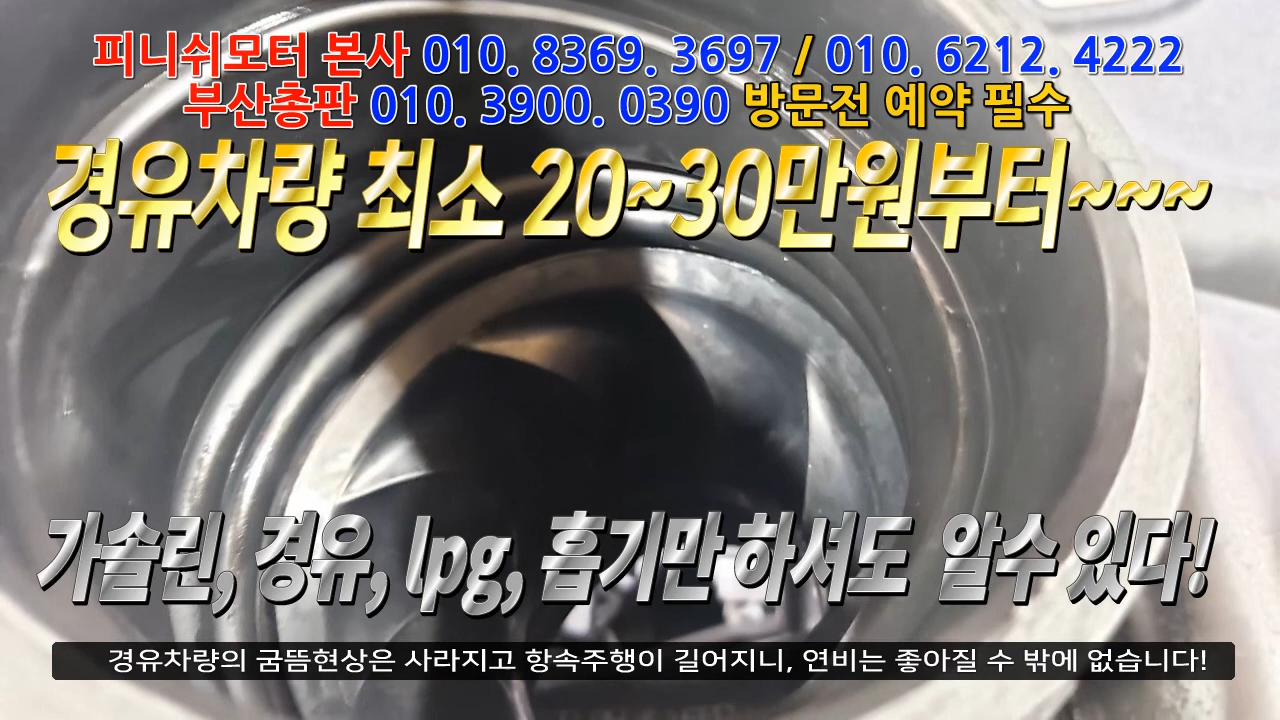 피니쉬모터 본사 010. 8369. 3697 / 010. 6212. 4222
부산총판 010. 3900. 0390 방문전 예약 필수
경유차량 최소 20~30만원부터~~~
가솔린, 경유, lpg, 흡기만 하셔도 알수 있다!
경유차량의 굼뜸현상은 사라지고 항속주행이 길어지니, 연비는 좋아질 수 밖에 없습니다!